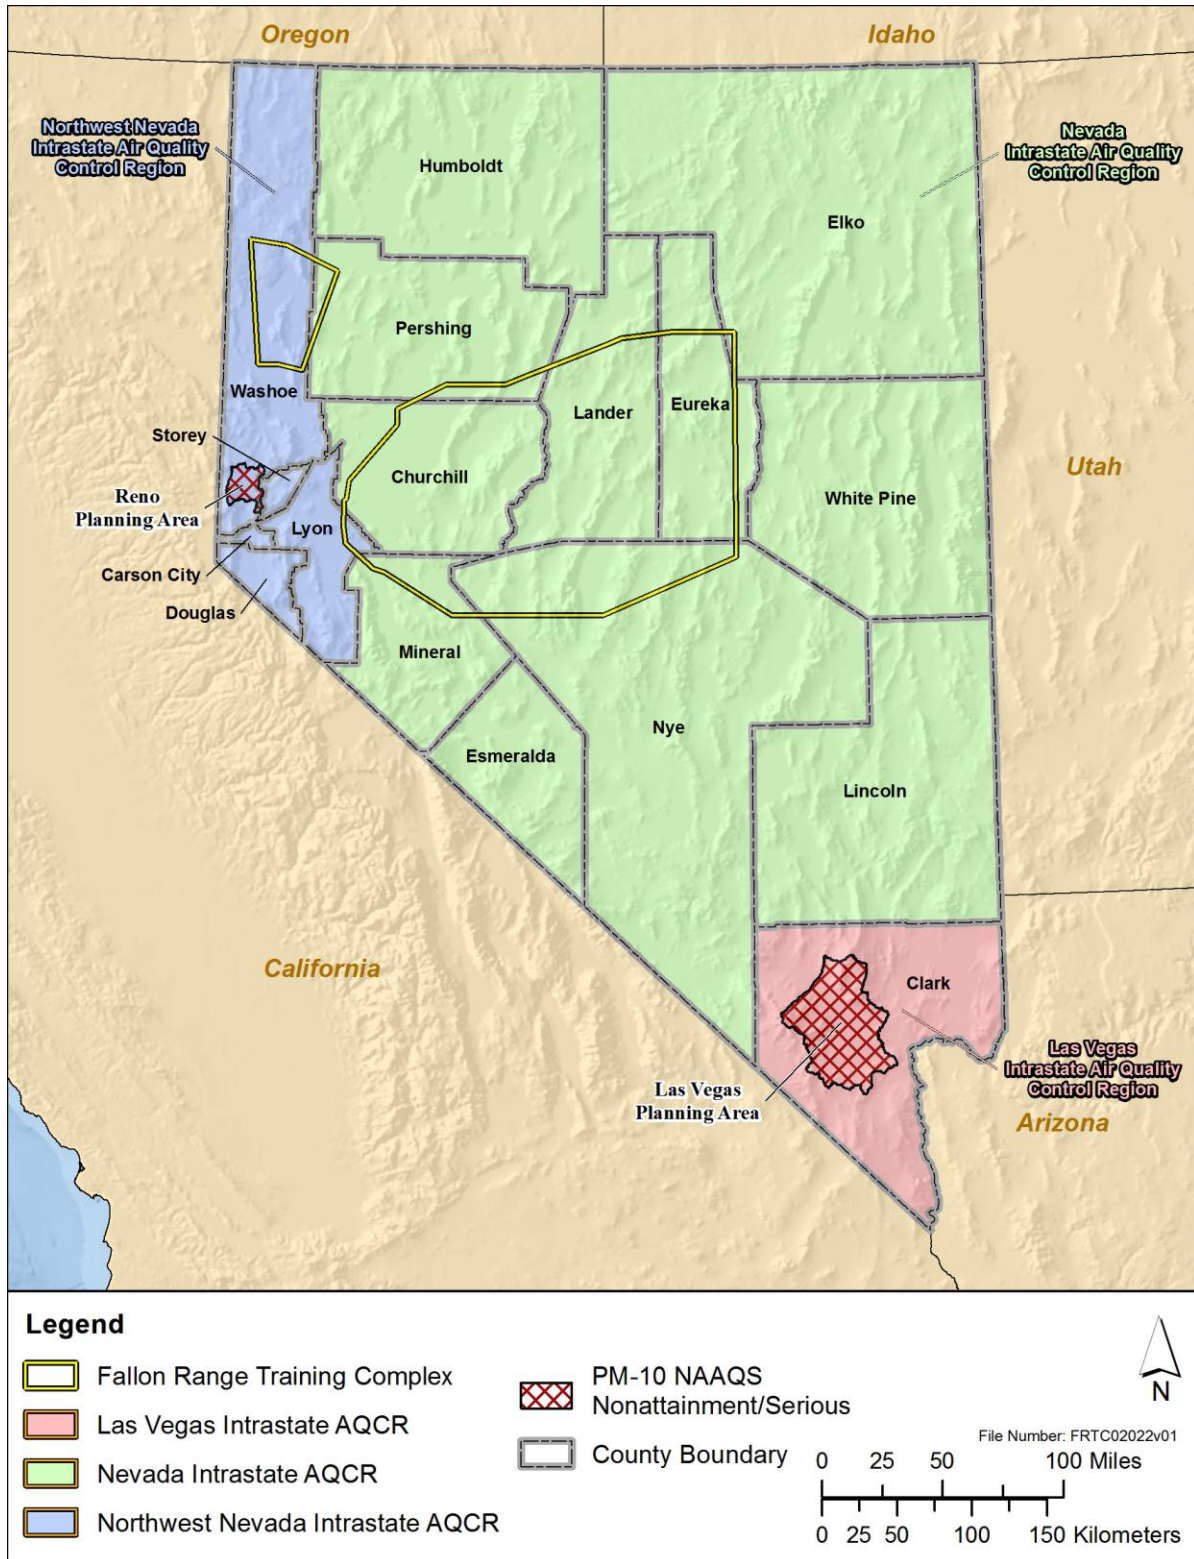 Oregon
Idaho
Northwest Nevada
Intrastate Air Quality
Control Region
Nevada
Intrastate Air Quality
Control Region
Humboldt
Elko
Pershing
Washoe
Lander
Eureka
Storey
Utah
Churchill
White Pine
Reno
Planning Area
Lyon
Carson City
Douglas
Mineral
Nye
Esmeralda
Lincoln
California
Clark
Las Vegas
Intrastate Air Quality
Control Region
Las Vegas
Planning Area
Arizona
Legend
Fallon Range Training Complex
Las Vegas Intrastate AQCR
Nevada Intrastate AQCR
Northwest Nevada Intrastate AQCR
PM-10 NAAQS
Nonattainment/Serious
County Boundary
N
File Number: FRTC02022v01
0 25 50 100 Miles
0 25 50 100 150 Kilometers